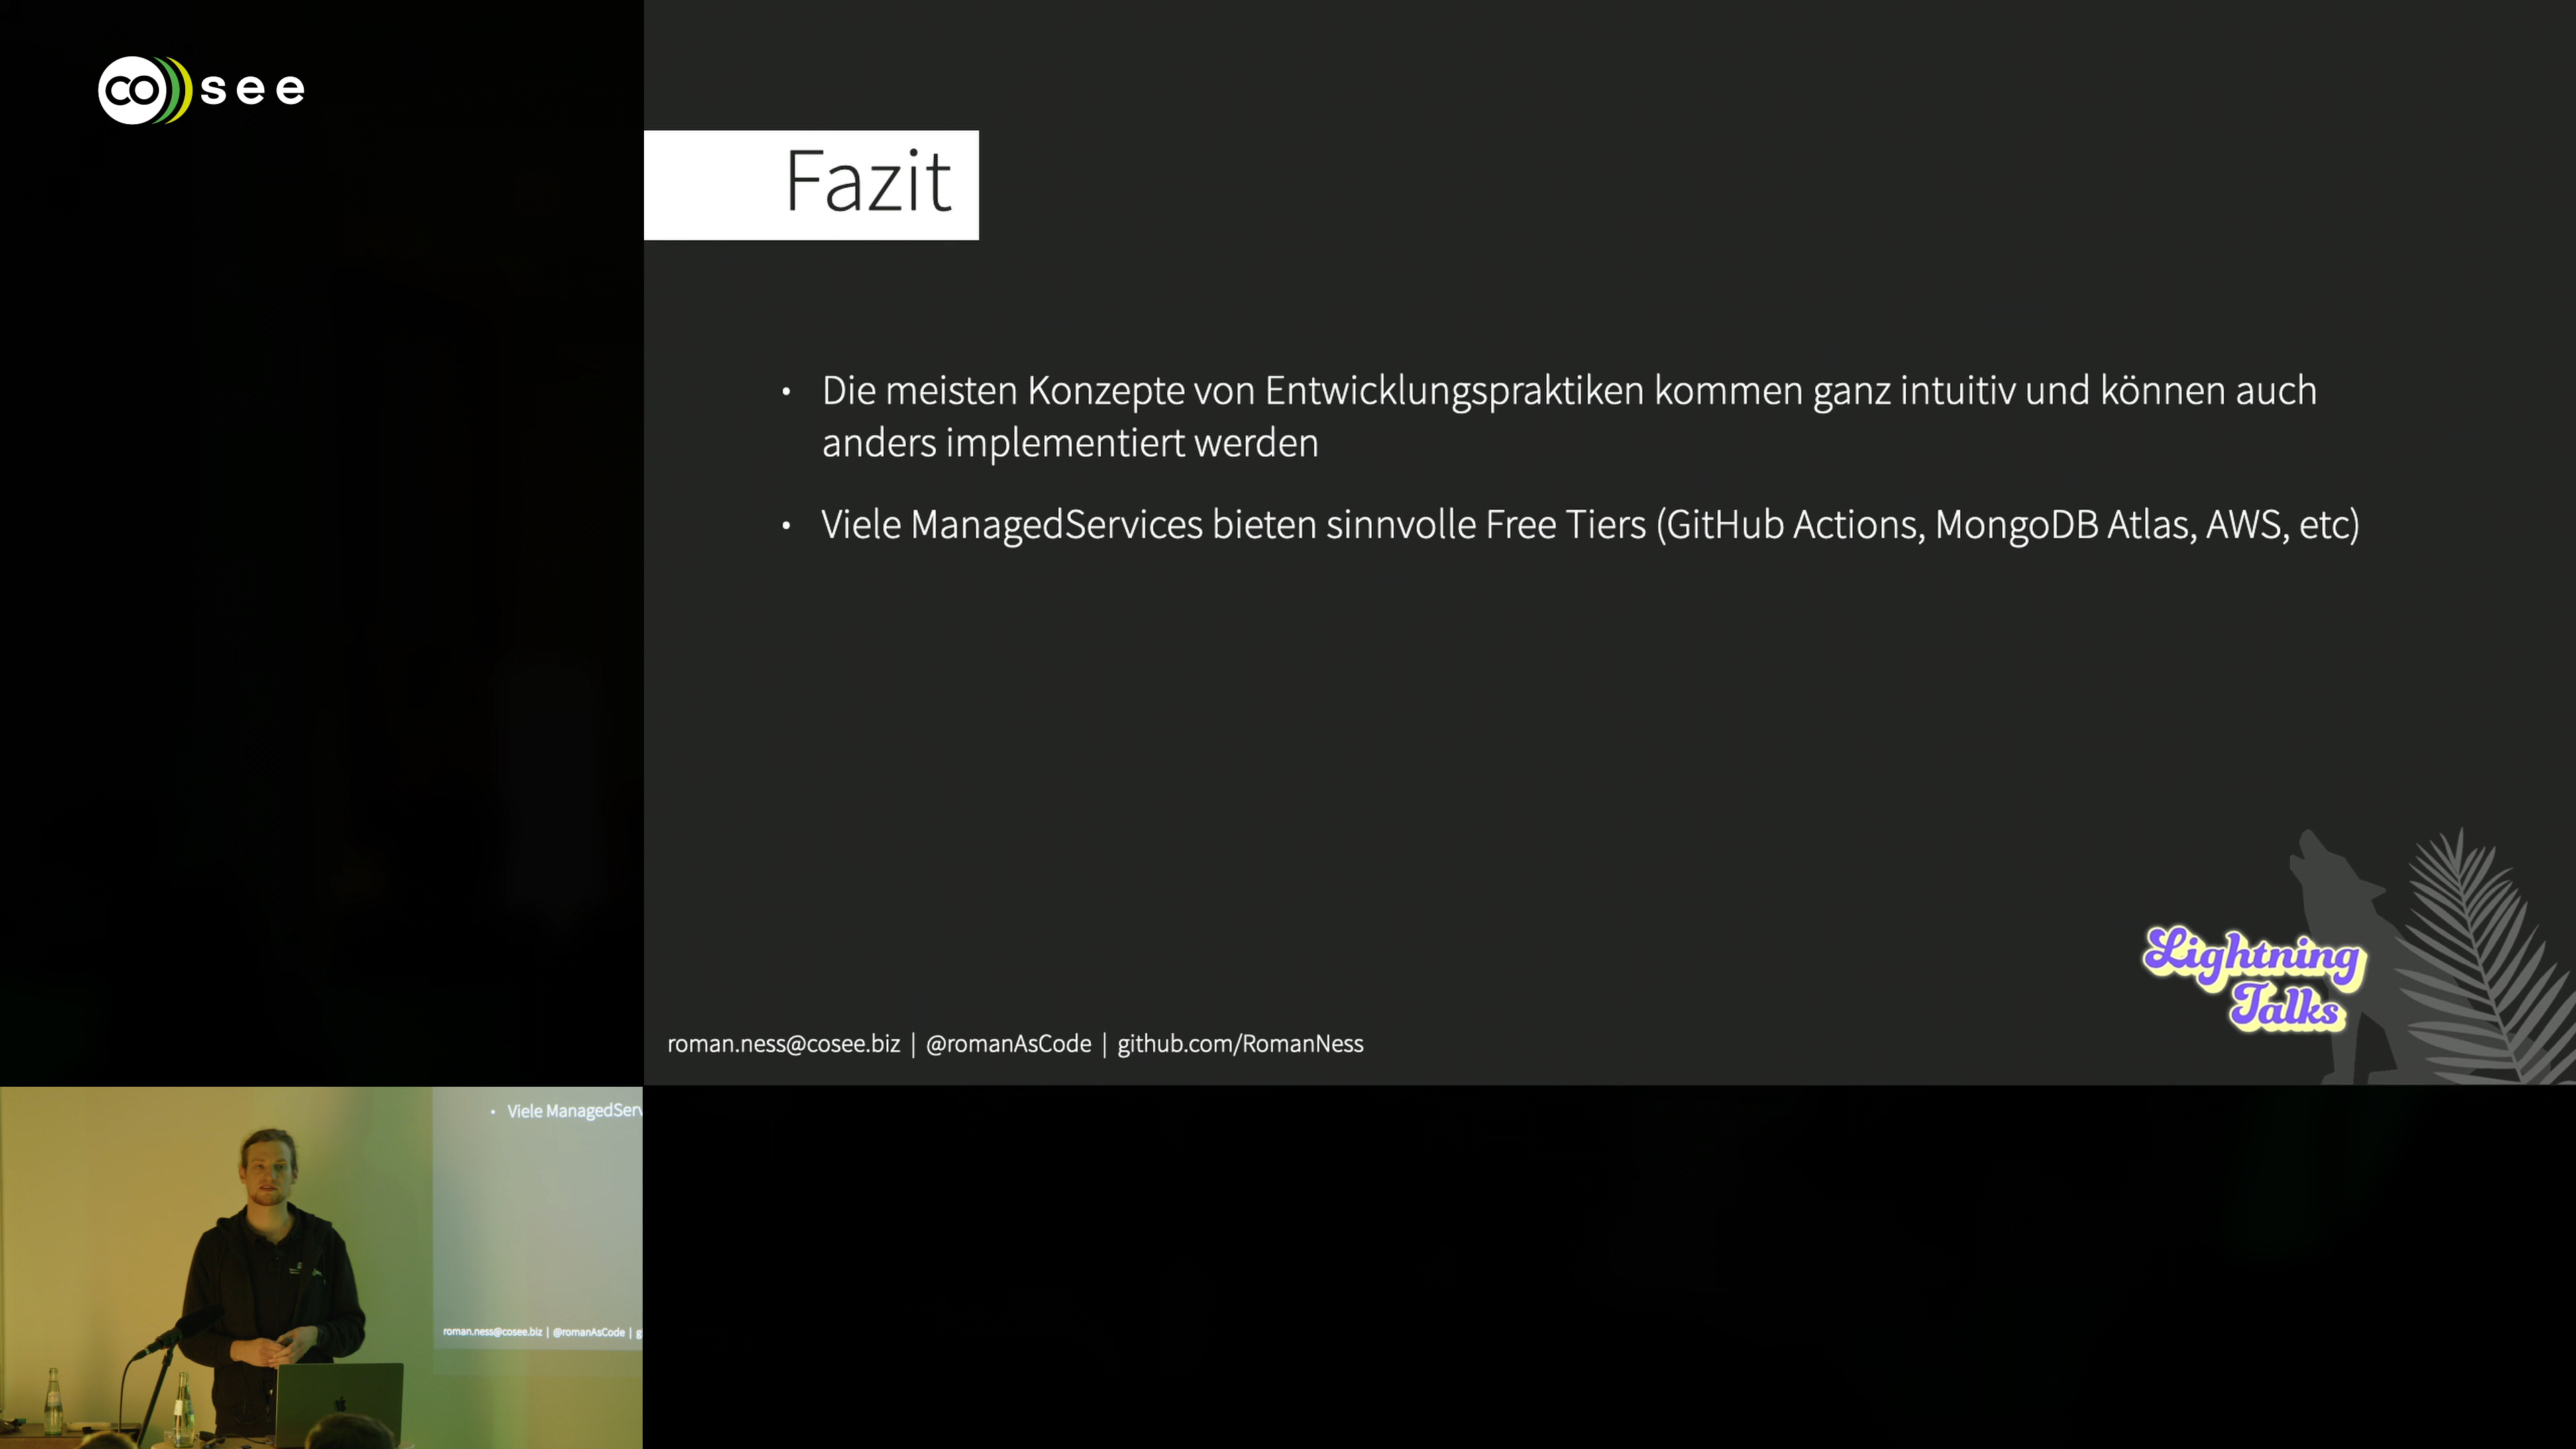 co see
Fazit
• Die meisten Konzepte von Entwicklungspraktiken kommen ganz intuitiv und können auch
anders implementiert werden
• Viele ManagedServices bieten sinnvolle Free Tiers (GitHub Actions, MongoDB Atlas, AWS, etc)
Lightning
Talks
roman.ness@cosee.biz | @romanAsCode | github.com/RomanNess
• Viele ManagedServ
roman.ness@cosee.biz | @romanAsCode | g